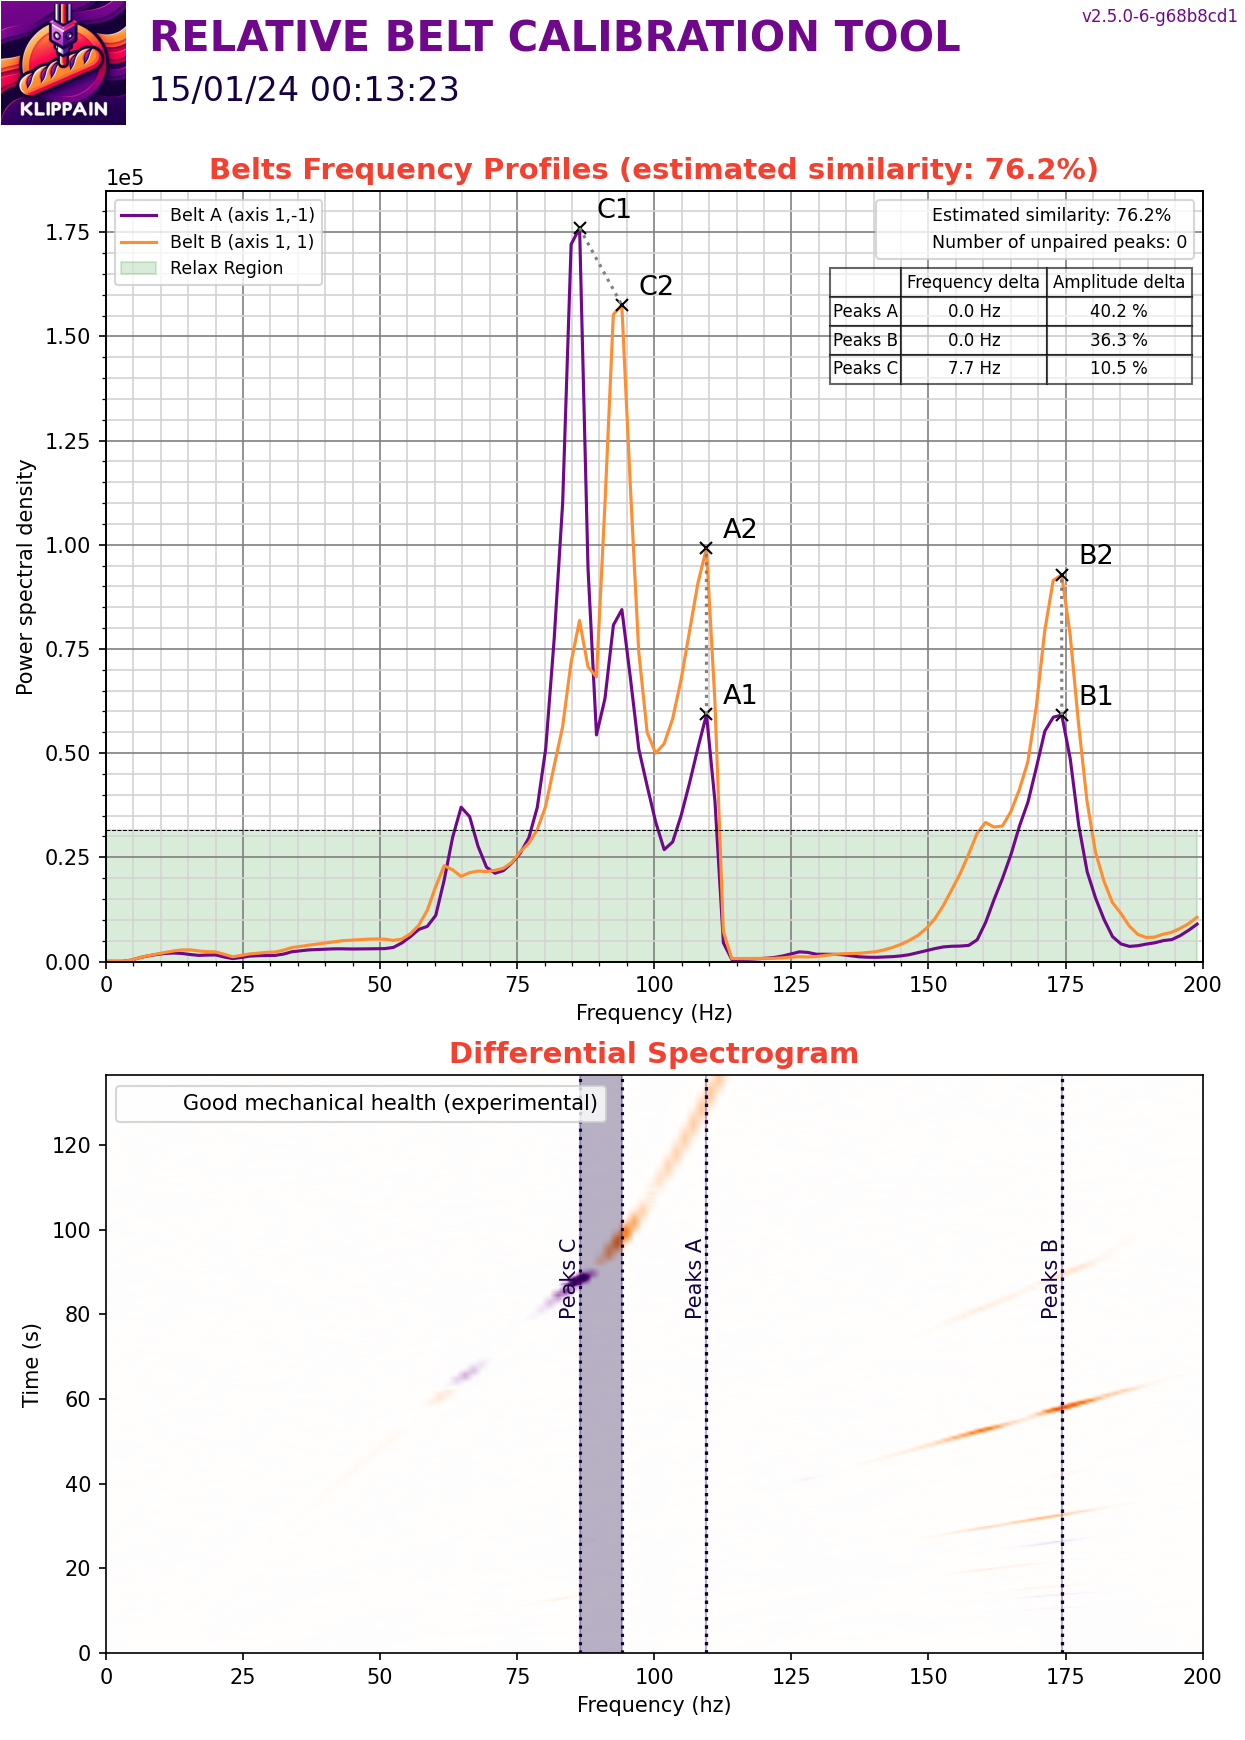 KLIPPAIN
RELATIVE BELT CALIBRATION TOOL
v2.5.0-6-g68b8cd1
15/01/24 00:13:23
Belts Frequency Profiles (estimated similarity: 76.2%)
1e5
Belt A (axis 1,-1)
Belt B (axis 1, 1)
Relax Region
Estimated similarity: 76.2%
Number of unpaired peaks: 0
Frequency delta Amplitude delta
Peaks A 0.0 Hz 40.2 %
Peaks B 0.0 Hz 36.3 %
Peaks C 7.7 Hz 10.5 %
C1
C2
A2
B2
A1
B1
Power spectral density
1.75
1.50
1.25
1.00
0.75
0.50
0.25
0.00
0 25 50 75 100 125 150 175 200
Frequency (Hz)
Differential Spectrogram
Good mechanical health (experimental)
Peaks C
Peaks A
Peaks B
Time (s)
120
100
80
60
40
20
0
0 25 50 75 100 125 150 175 200
Frequency (hz)